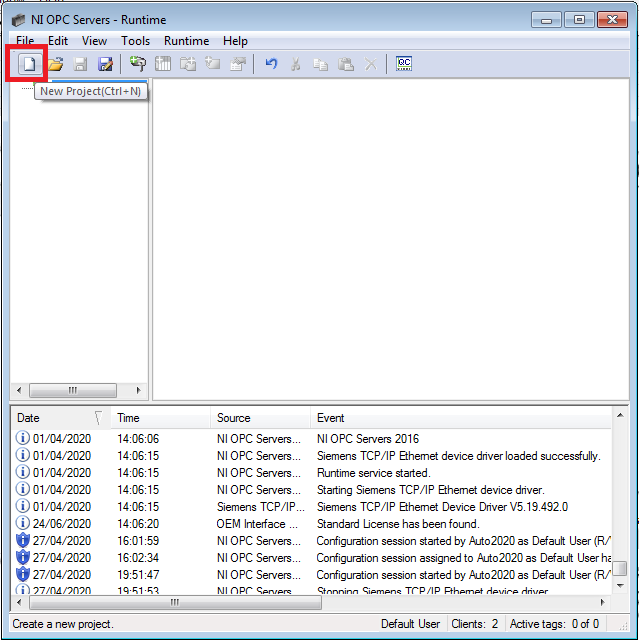 NI OPC Servers - Runtime
File Edit View Tools Runtime Help
QC
New Project(Ctrl+N)
Date Time Source Event
01/04/2020 14:06:06 NI OPC Servers... NI OPC Servers 2016
01/04/2020 14:06:15 NI OPC Servers... Siemens TCP/IP Ethernet device driver loaded successfully.
01/04/2020 14:06:15 NI OPC Servers... Runtime service started.
01/04/2020 14:06:15 NI OPC Servers... Starting Siemens TCP/IP Ethernet device driver.
01/04/2020 14:06:15 Siemens TCP/IP... Siemens TCP/IP Ethernet Device Driver V5.19.492.0
24/06/2020 14:06:20 OEM Interface ... Standard License has been found.
27/04/2020 16:01:59 NI OPC Servers... Configuration session started by Auto2020 as Default User (R/
27/04/2020 16:02:34 NI OPC Servers... Configuration session assigned to Auto2020 as Default User ha
27/04/2020 19:51:47 NI OPC Servers... Configuration session started by Auto2020 as Default User (R/
27/04/2020 19:51:53 NI OPC Servers... Stopping Siemens TCP/IP Ethernet device driver
Create a new project. Default User Clients: 2 Active tags: 0 of 0